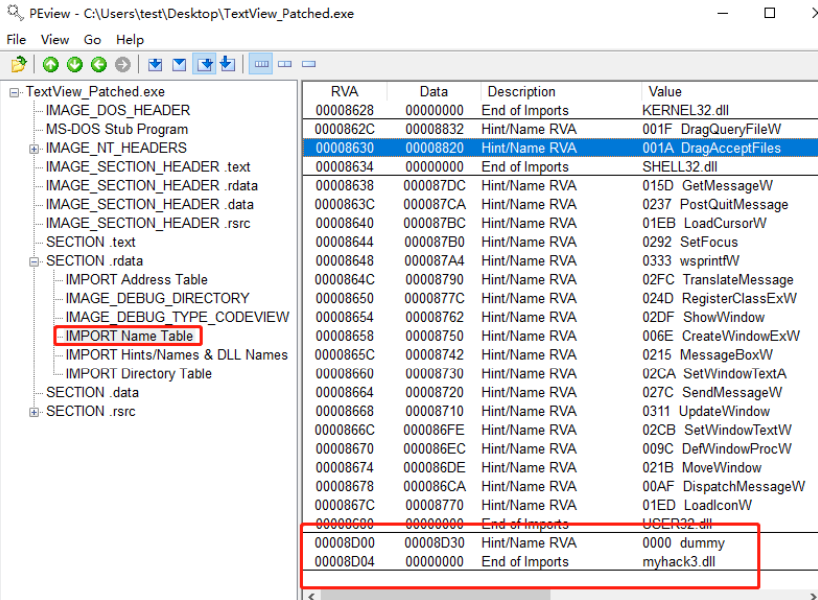 PEview - C:\Users\test\Desktop\TextView_Patched.exe
File View Go Help
TextView_Patched.exe
IMAGE_DOS_HEADER
MS-DOS Stub Program
IMAGE_NT_HEADERS
IMAGE_SECTION_HEADER .text
IMAGE_SECTION_HEADER .rdata
IMAGE_SECTION_HEADER .data
IMAGE_SECTION_HEADER .rsrc
SECTION .text
SECTION .rdata
IMPORT Address Table
IMAGE_DEBUG_DIRECTORY
IMAGE_DEBUG_TYPE_CODEVIEW
IMPORT Name Table
IMPORT Hints/Names & DLL Names
IMPORT Directory Table
SECTION .data
SECTION .rsrc
RVA Data Description Value
00008628 00000000 End of Imports KERNEL32.dll
0000862C 00008832 Hint/Name RVA 001F DragQueryFileW
00008630 00008820 Hint/Name RVA 001A DragAcceptFiles
00008634 00000000 End of Imports SHELL32.dll
00008638 000087DC Hint/Name RVA 015D GetMessageW
0000863C 000087CA Hint/Name RVA 0237 PostQuitMessage
00008640 000087BC Hint/Name RVA 01EB LoadCursorW
00008644 000087B0 Hint/Name RVA 0292 SetFocus
00008648 000087A4 Hint/Name RVA 0333 wsprintfW
0000864C 00008790 Hint/Name RVA 02FC TranslateMessage
00008650 0000877C Hint/Name RVA 024D RegisterClassExW
00008654 00008762 Hint/Name RVA 02DF ShowWindow
00008658 00008750 Hint/Name RVA 006E CreateWindowExW
0000865C 00008742 Hint/Name RVA 0215 MessageBoxW
00008660 00008730 Hint/Name RVA 02CA SetWindowTextA
00008664 00008720 Hint/Name RVA 027C SendMessageW
00008668 00008710 Hint/Name RVA 0311 UpdateWindow
0000866C 000086FE Hint/Name RVA 02CB SetWindowTextW
00008670 000086EC Hint/Name RVA 009C DefWindowProcW
00008674 000086DE Hint/Name RVA 021B MoveWindow
00008678 000086CA Hint/Name RVA 00AF DispatchMessageW
0000867C 00008770 Hint/Name RVA 01ED LoadIconW
00008680 00000000 End of Imports USER32.dll
00008D00 00008D30 Hint/Name RVA 0000 dummy
00008D04 00000000 End of Imports myhack3.dll